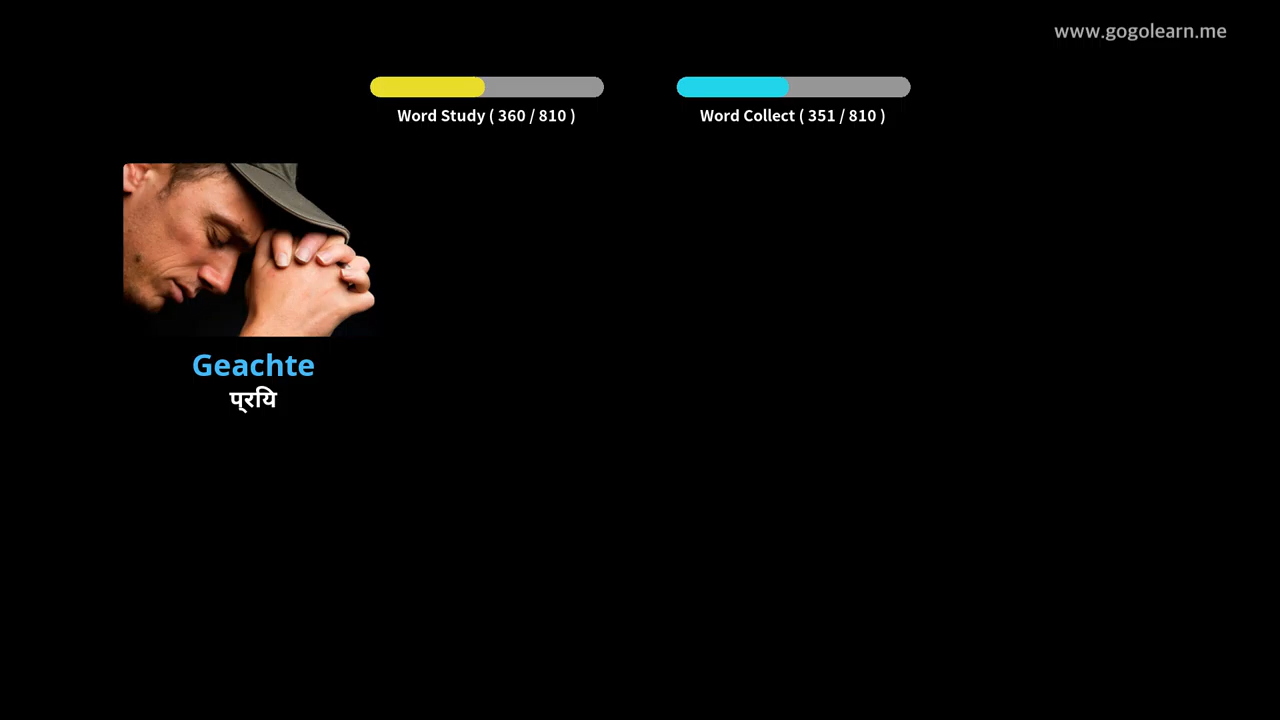 www.gogolearn.me
Word Study ( 360 / 810 )
Word Collect ( 351 / 810 )
Geachte
प्रयि